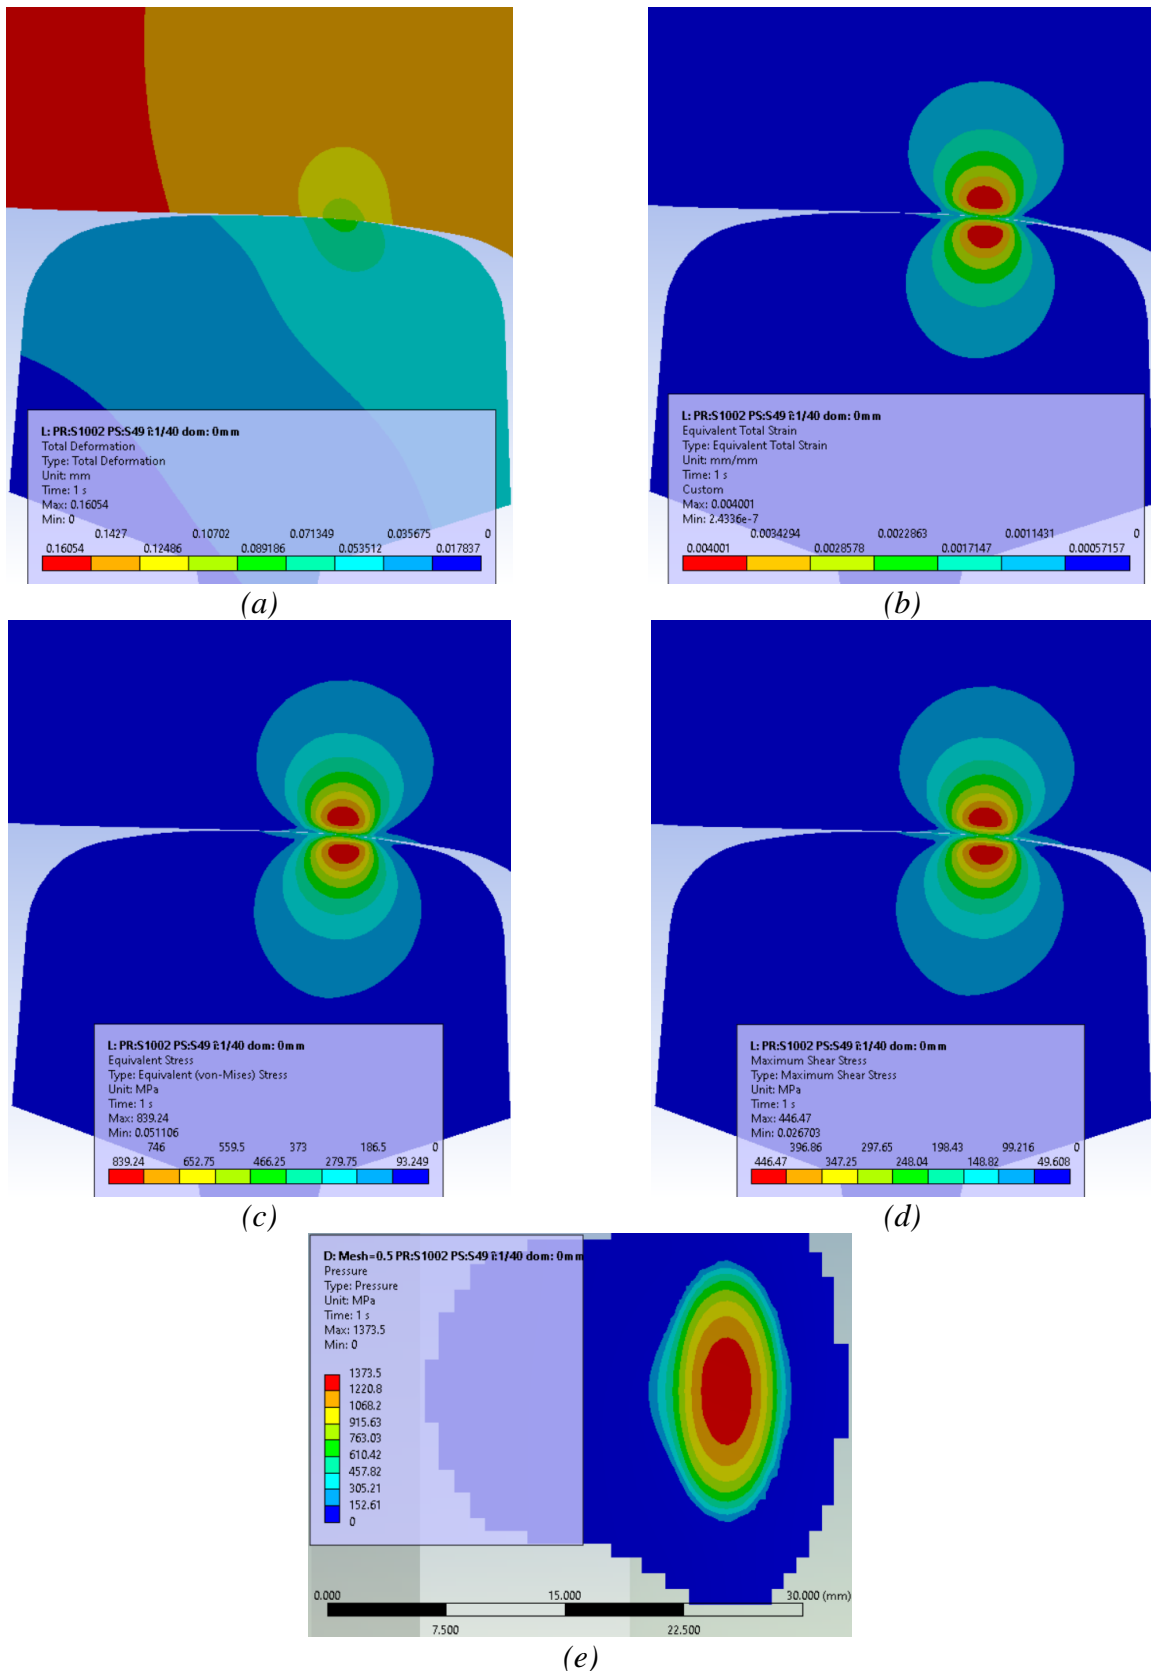 L: PR:S1002 PS:S49 î:1/40 dom: 0mm
Total Deformation
Type: Total Deformation
Unit: mm
Time: 1 s
Max: 0.16054
Min: 0
0.1427 0.10702 0.071349 0.035675 0
0.16054 0.12486 0.089186 0.053512 0.017837
(a)
L: PR:S1002 PS:S49 î:1/40 dom: 0mm
Equivalent Total Strain
Type: Equivalent Total Strain
Unit: mm/mm
Time: 1 s
Custom
Max: 0.004001
Min: 2.4336e-7
0.0034294 0.0022863 0.0011431 0
0.004001 0.0028578 0.0017147 0.00057157
(b)
L: PR:S1002 PS:S49 î:1/40 dom: 0mm
Equivalent Stress
Type: Equivalent (von-Mises) Stress
Unit: MPa
Time: 1 s
Max: 839.24
Min: 0.051106
746 559.5 373 186.5 0
839.24 652.75 466.25 279.75 93.249
(c)
L: PR:S1002 PS:S49 î:1/40 dom: 0mm
Maximum Shear Stress
Type: Maximum Shear Stress
Unit: MPa
Time: 1 s
Max: 446.47
Min: 0.026703
396.86 297.65 198.43 99.216 0
446.47 347.25 248.04 148.82 49.608
(d)
D: Mesh=0.5 PR:S1002 PS:S49 î:1/40 dom: 0mm
Pressure
Type: Pressure
Unit: MPa
Time: 1 s
Max: 1373.5
Min: 0
1373.5
1220.8
1068.2
915.63
763.03
610.42
457.82
305.21
152.61
0
0.000 15.000 30.000 (mm)
7.500 22.500
(e)